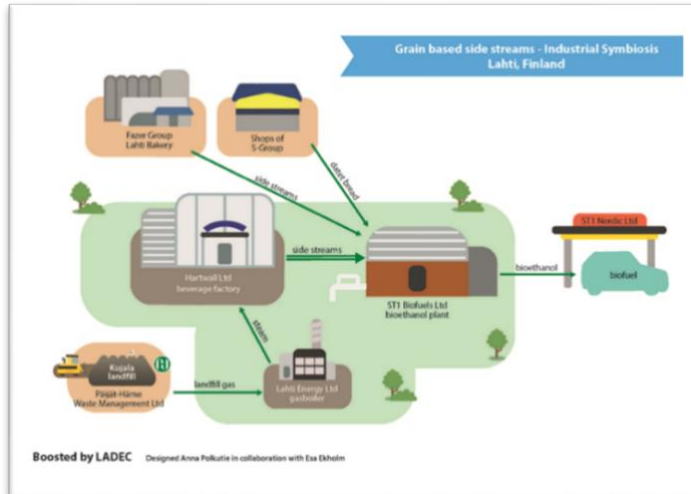 Grain based side streams - Industrial Symbiosis
Lahti, Finland
Fazer Group
Lahti Bakery
Shops of
S-Group
side streams
datet bread
Hartwall Ltd
beverage factory
side streams
ST1 Biofuels Ltd
bioethanol plant
bioethanol
ST1 Nordic Ltd
biofuel
steam
Kujala
landfill
Päijät-Häme
Waste Management Ltd
landfill gas
Lahti Energy Ltd
gasboiler
Boosted by LADEC
Designed Anna Polkutie in collaboration with Esa Ekholm